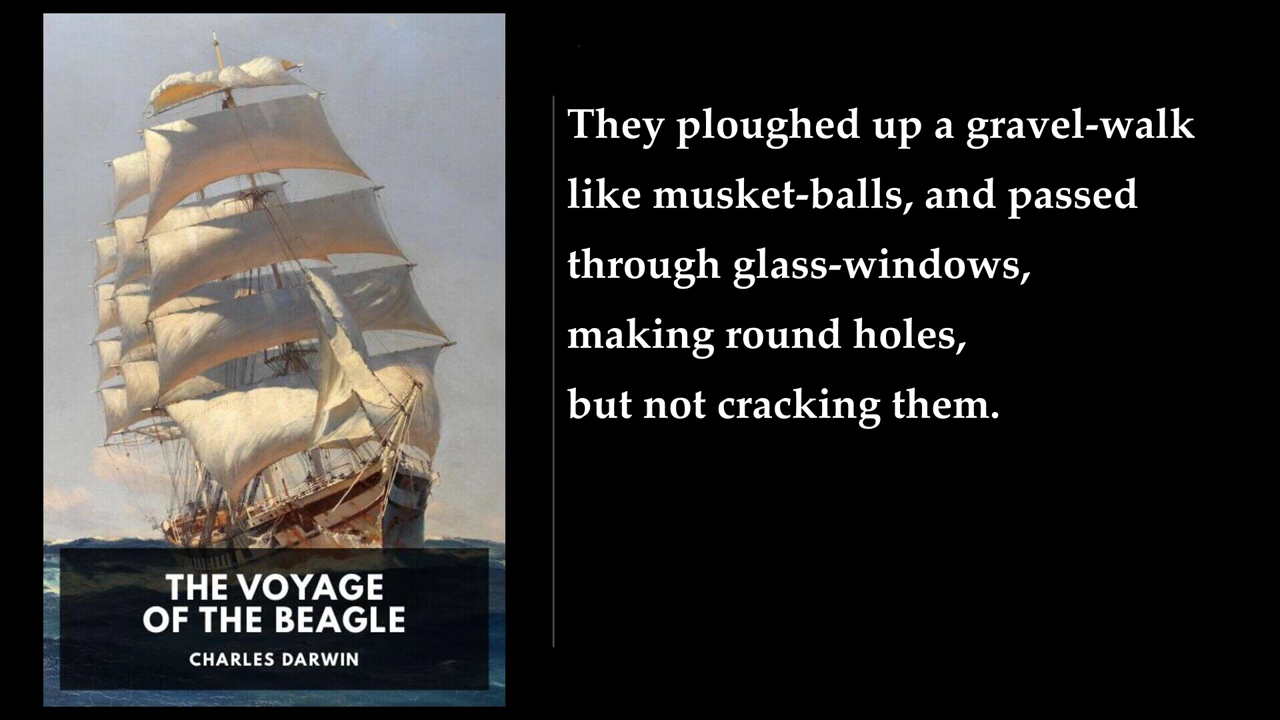 They ploughed up a gravel-walk
like musket-balls, and passed
through glass-windows,
making round holes,
but not cracking them.
THE VOYAGE
OF THE BEAGLE
CHARLES DARWIN